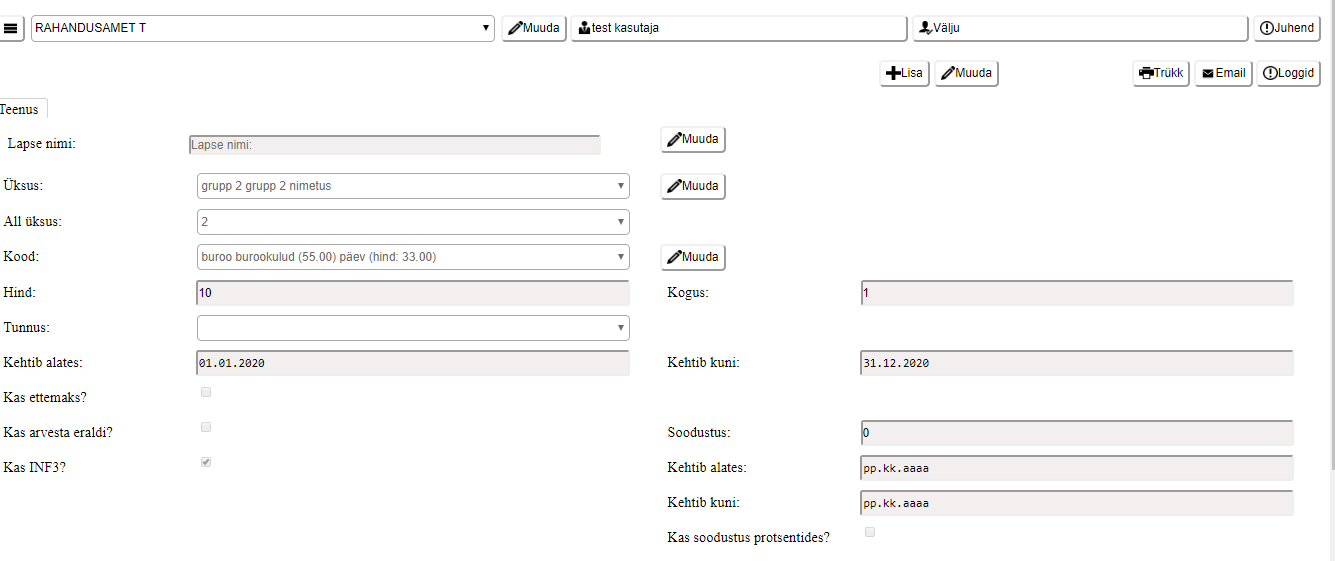 RAHANDUSAMET T Muuda test kasutaja Välju Juhend
Lisa Muuda Trükk Email Loggid
Teenus
Lapse nimi: Lapse nimi: Muuda
Üksus: grupp 2 grupp 2 nimetus Muuda
All üksus: 2
Kood: buroo burookulud (55.00) päev (hind: 33.00) Muuda
Hind: 10 Kogus: 1
Tunnus:
Kehtib alates: 01.01.2020 Kehtib kuni: 31.12.2020
Kas ettemaks?
Kas arvesta eraldi? Soodustus: 0
Kas INF3? Kehtib alates: pp.kk.aaaa
Kehtib kuni: pp.kk.aaaa
Kas soodustus protsentides?